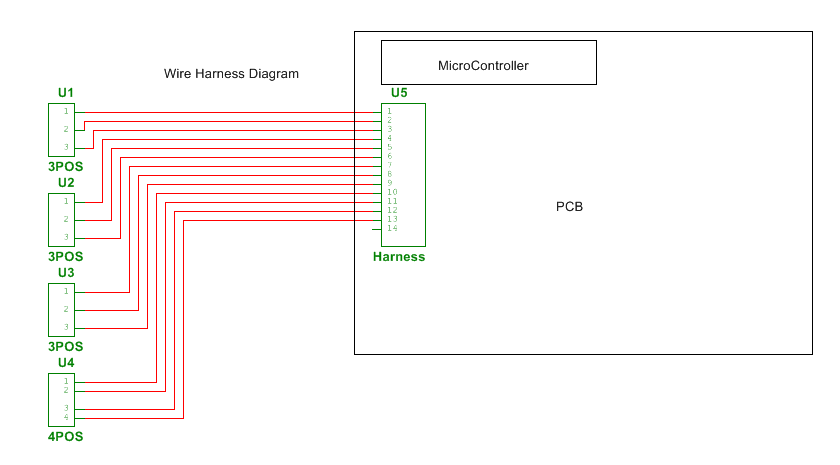 Wire Harness Diagram
MicroController
PCB
U1
1
2
3
3POS
U2
1
2
3
3POS
U3
1
2
3
3POS
U4
1
2
3
4
4POS
U5
1
2
3
4
5
6
7
8
9
10
11
12
13
14
Harness